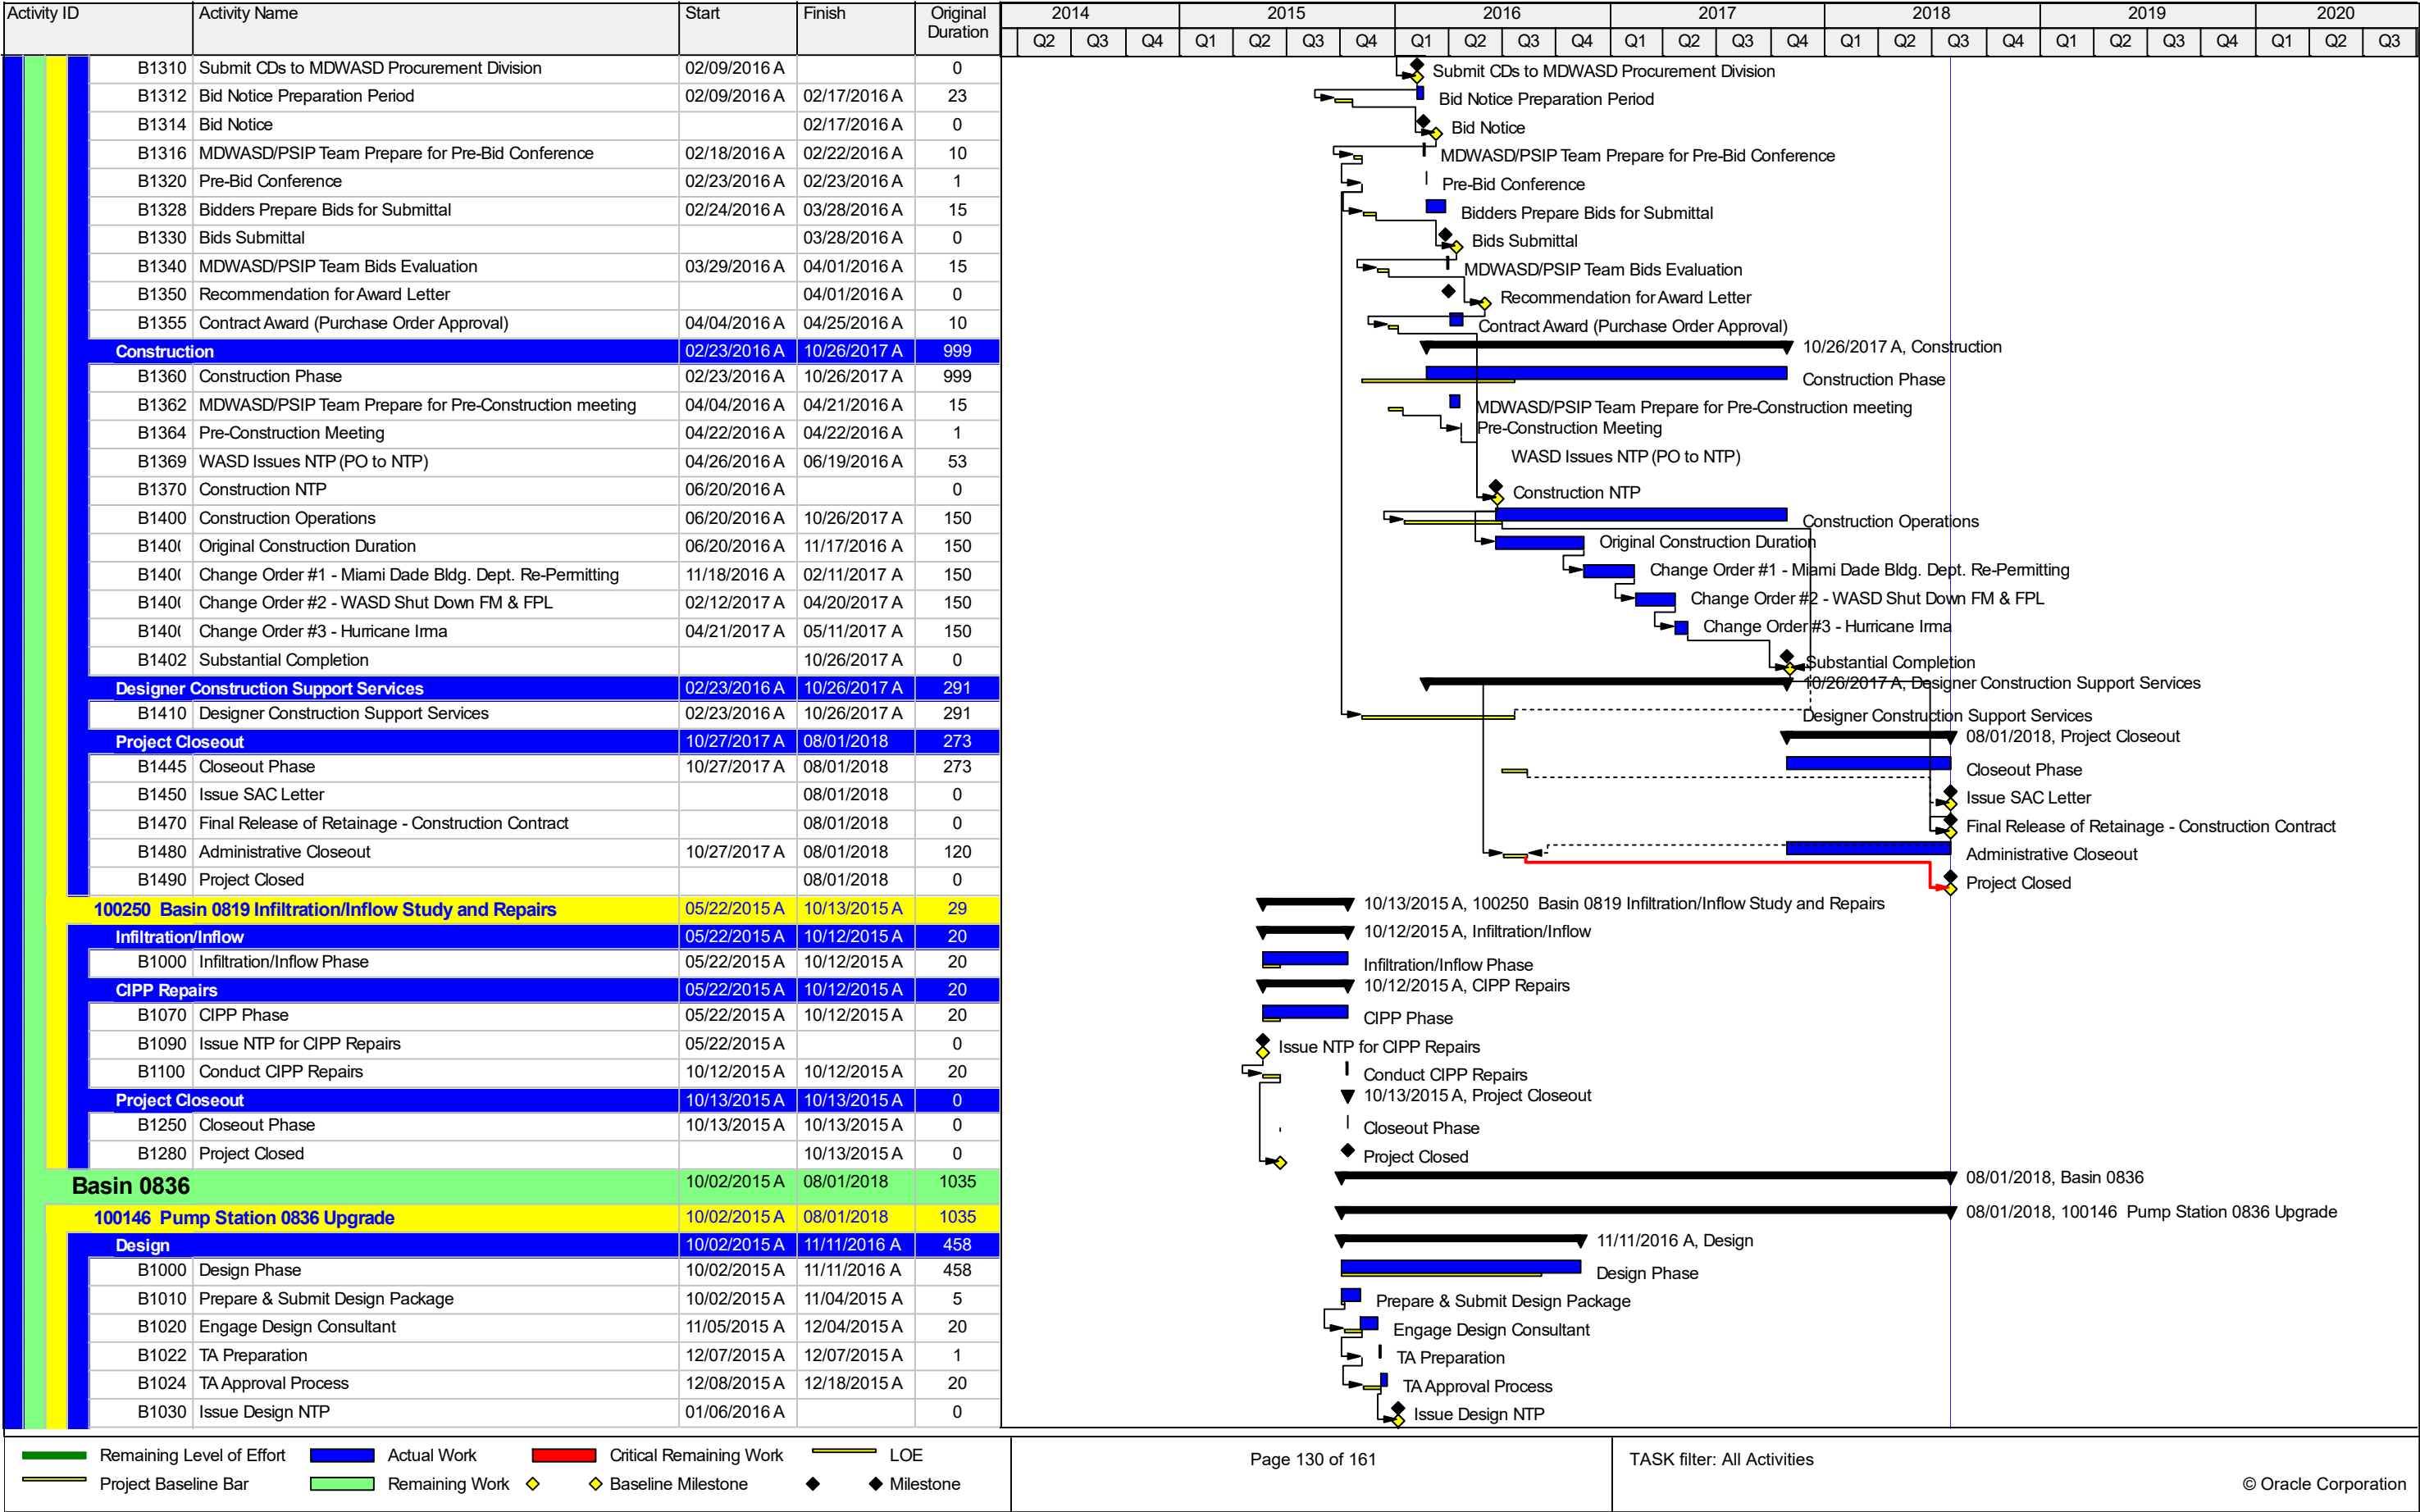 Activity ID Activity Name Start Finish Original Duration 2014 2015 2016 2017 2018 2019 2020
Q2 Q3 Q4 Q1 Q2 Q3 Q4 Q1 Q2 Q3 Q4 Q1 Q2 Q3 Q4 Q1 Q2 Q3 Q4 Q1 Q2 Q3 Q4 Q1 Q2 Q3
B1310 Submit CDs to MDWASD Procurement Division 02/09/2016 A 0 Submit CDs to MDWASD Procurement Division
B1312 Bid Notice Preparation Period 02/09/2016 A 02/17/2016 A 23 Bid Notice Preparation Period
B1314 Bid Notice 02/17/2016 A 0 Bid Notice
B1316 MDWASD/PSIP Team Prepare for Pre-Bid Conference 02/18/2016 A 02/22/2016 A 10 MDWASD/PSIP Team Prepare for Pre-Bid Conference
B1320 Pre-Bid Conference 02/23/2016 A 02/23/2016 A 1 Pre-Bid Conference
B1328 Bidders Prepare Bids for Submittal 02/24/2016 A 03/28/2016 A 15 Bidders Prepare Bids for Submittal
B1330 Bids Submittal 03/28/2016 A 0 Bids Submittal
B1340 MDWASD/PSIP Team Bids Evaluation 03/29/2016 A 04/01/2016 A 15 MDWASD/PSIP Team Bids Evaluation
B1350 Recommendation for Award Letter 04/01/2016 A 0 Recommendation for Award Letter
B1355 Contract Award (Purchase Order Approval) 04/04/2016 A 04/25/2016 A 10 Contract Award (Purchase Order Approval)
Construction 02/23/2016 A 10/26/2017 A 999 10/26/2017 A, Construction
B1360 Construction Phase 02/23/2016 A 10/26/2017 A 999 Construction Phase
B1362 MDWASD/PSIP Team Prepare for Pre-Construction meeting 04/04/2016 A 04/21/2016 A 15 MDWASD/PSIP Team Prepare for Pre-Construction meeting
B1364 Pre-Construction Meeting 04/22/2016 A 04/22/2016 A 1 Pre-Construction Meeting
B1369 WASD Issues NTP (PO to NTP) 04/26/2016 A 06/19/2016 A 53 WASD Issues NTP (PO to NTP)
B1370 Construction NTP 06/20/2016 A 0 Construction NTP
B1400 Construction Operations 06/20/2016 A 10/26/2017 A 150 Construction Operations
B140( Original Construction Duration 06/20/2016 A 11/17/2016 A 150 Original Construction Duration
B140( Change Order #1 - Miami Dade Bldg. Dept. Re-Permitting 11/18/2016 A 02/11/2017 A 150 Change Order #1 - Miami Dade Bldg. Dept. Re-Permitting
B140( Change Order #2 - WASD Shut Down FM & FPL 02/12/2017 A 04/20/2017 A 150 Change Order #2 - WASD Shut Down FM & FPL
B140( Change Order #3 - Hurricane Irma 04/21/2017 A 05/11/2017 A 150 Change Order #3 - Hurricane Irma
B1402 Substantial Completion 10/26/2017 A 0 Substantial Completion
Designer Construction Support Services 02/23/2016 A 10/26/2017 A 291 10/26/2017 A, Designer Construction Support Services
B1410 Designer Construction Support Services 02/23/2016 A 10/26/2017 A 291 Designer Construction Support Services
Project Closeout 10/27/2017 A 08/01/2018 273 08/01/2018, Project Closeout
B1445 Closeout Phase 10/27/2017 A 08/01/2018 273 Closeout Phase
B1450 Issue SAC Letter 08/01/2018 0 Issue SAC Letter
B1470 Final Release of Retainage - Construction Contract 08/01/2018 0 Final Release of Retainage - Construction Contract
B1480 Administrative Closeout 10/27/2017 A 08/01/2018 120 Administrative Closeout
B1490 Project Closed 08/01/2018 0 Project Closed
100250 Basin 0819 Infiltration/Inflow Study and Repairs 05/22/2015 A 10/13/2015 A 29 10/13/2015 A, 100250 Basin 0819 Infiltration/Inflow Study and Repairs
Infiltration/Inflow 05/22/2015 A 10/12/2015 A 20 10/12/2015 A, Infiltration/Inflow
B1000 Infiltration/Inflow Phase 05/22/2015 A 10/12/2015 A 20 Infiltration/Inflow Phase
CIPP Repairs 05/22/2015 A 10/12/2015 A 20 10/12/2015 A, CIPP Repairs
B1070 CIPP Phase 05/22/2015 A 10/12/2015 A 20 CIPP Phase
B1090 Issue NTP for CIPP Repairs 05/22/2015 A 0 Issue NTP for CIPP Repairs
B1100 Conduct CIPP Repairs 10/12/2015 A 10/12/2015 A 20 Conduct CIPP Repairs
Project Closeout 10/13/2015 A 10/13/2015 A 0 10/13/2015 A, Project Closeout
B1250 Closeout Phase 10/13/2015 A 10/13/2015 A 0 Closeout Phase
B1280 Project Closed 10/13/2015 A 0 Project Closed
Basin 0836 10/02/2015 A 08/01/2018 1035 08/01/2018, Basin 0836
100146 Pump Station 0836 Upgrade 10/02/2015 A 08/01/2018 1035 08/01/2018, 100146 Pump Station 0836 Upgrade
Design 10/02/2015 A 11/11/2016 A 458 11/11/2016 A, Design
B1000 Design Phase 10/02/2015 A 11/11/2016 A 458 Design Phase
B1010 Prepare & Submit Design Package 10/02/2015 A 11/04/2015 A 5 Prepare & Submit Design Package
B1020 Engage Design Consultant 11/05/2015 A 12/04/2015 A 20 Engage Design Consultant
B1022 TA Preparation 12/07/2015 A 12/07/2015 A 1 TA Preparation
B1024 TA Approval Process 12/08/2015 A 12/18/2015 A 20 TA Approval Process
B1030 Issue Design NTP 01/06/2016 A 0 Issue Design NTP
Remaining Level of Effort Actual Work Critical Remaining Work LOE Page 130 of 161 TASK filter: All Activities
Project Baseline Bar Remaining Work Baseline Milestone Milestone © Oracle Corporation